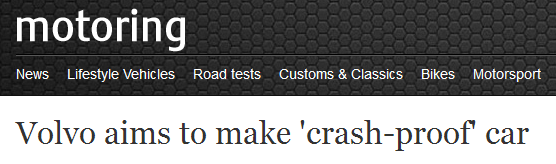 motoring
News Lifestyle Vehicles Road tests Customs & Classics Bikes Motorsport
Volvo aims to make 'crash-proof' car